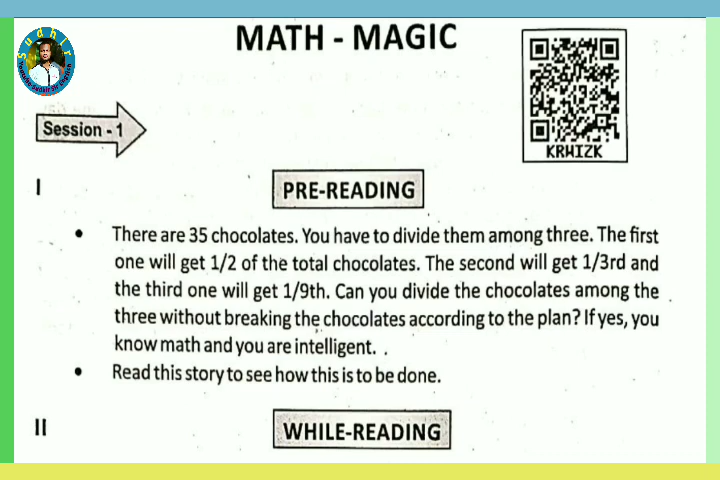 Sudhir
MATH - MAGIC
KRWIZK
Session - 1
I
PRE-READING
• There are 35 chocolates. You have to divide them among three. The first
one will get 1/2 of the total chocolates. The second will get 1/3rd and
the third one will get 1/9th. Can you divide the chocolates among the
three without breaking the chocolates according to the plan? If yes, you
know math and you are intelligent. .
• Read this story to see how this is to be done.
II
WHILE-READING